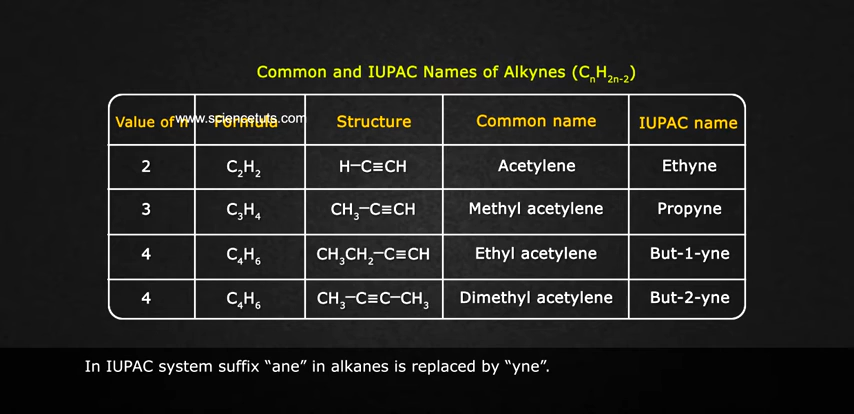 Common and IUPAC Names of Alkynes (CₙH₂ₙ₋₂)
Value of n Formula Structure Common name IUPAC name
www.sciencetuts.com
2 C₂H₂ H−C≡CH Acetylene Ethyne
3 C₃H₄ CH₃−C≡CH Methyl acetylene Propyne
4 C₄H₆ CH₃CH₂−C≡CH Ethyl acetylene But-1-yne
4 C₄H₆ CH₃−C≡C−CH₃ Dimethyl acetylene But-2-yne
In IUPAC system suffix “ane” in alkanes is replaced by “yne”.